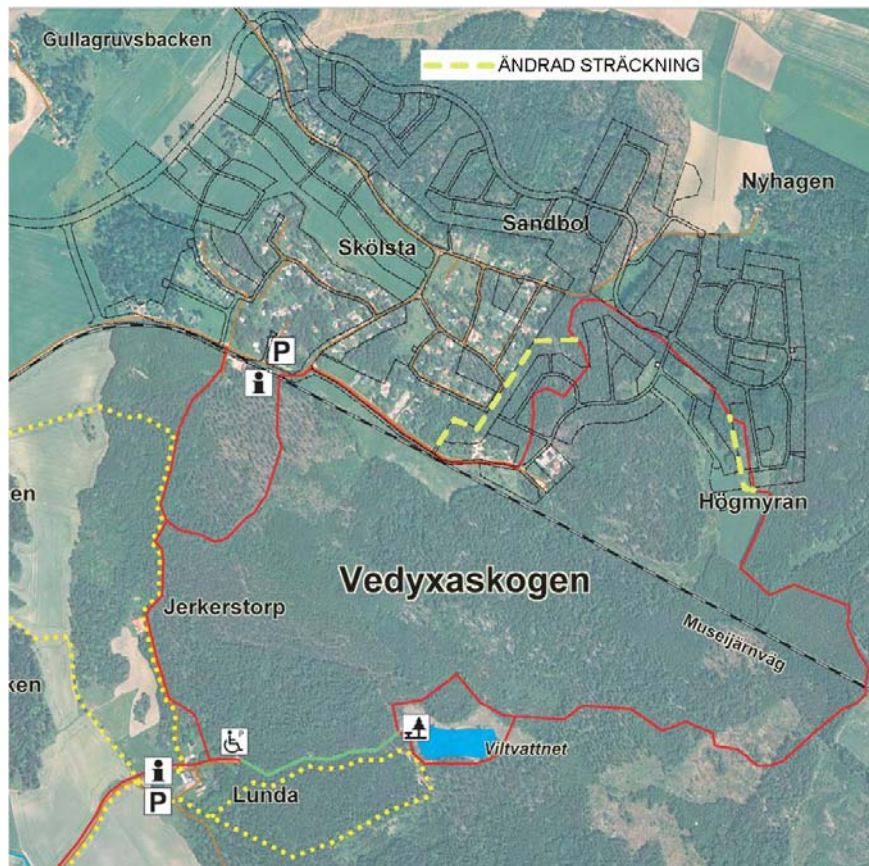 Gullagruvsbacken
ÄNDRAD STRÄCKNING
Nyhagen
Sandbol
Skölsta
P
i
en
Högmyran
Vedyxaskogen
Jerkerstorp
Museijärnväg
ken
P
Viltvattnet
i
Lunda
P